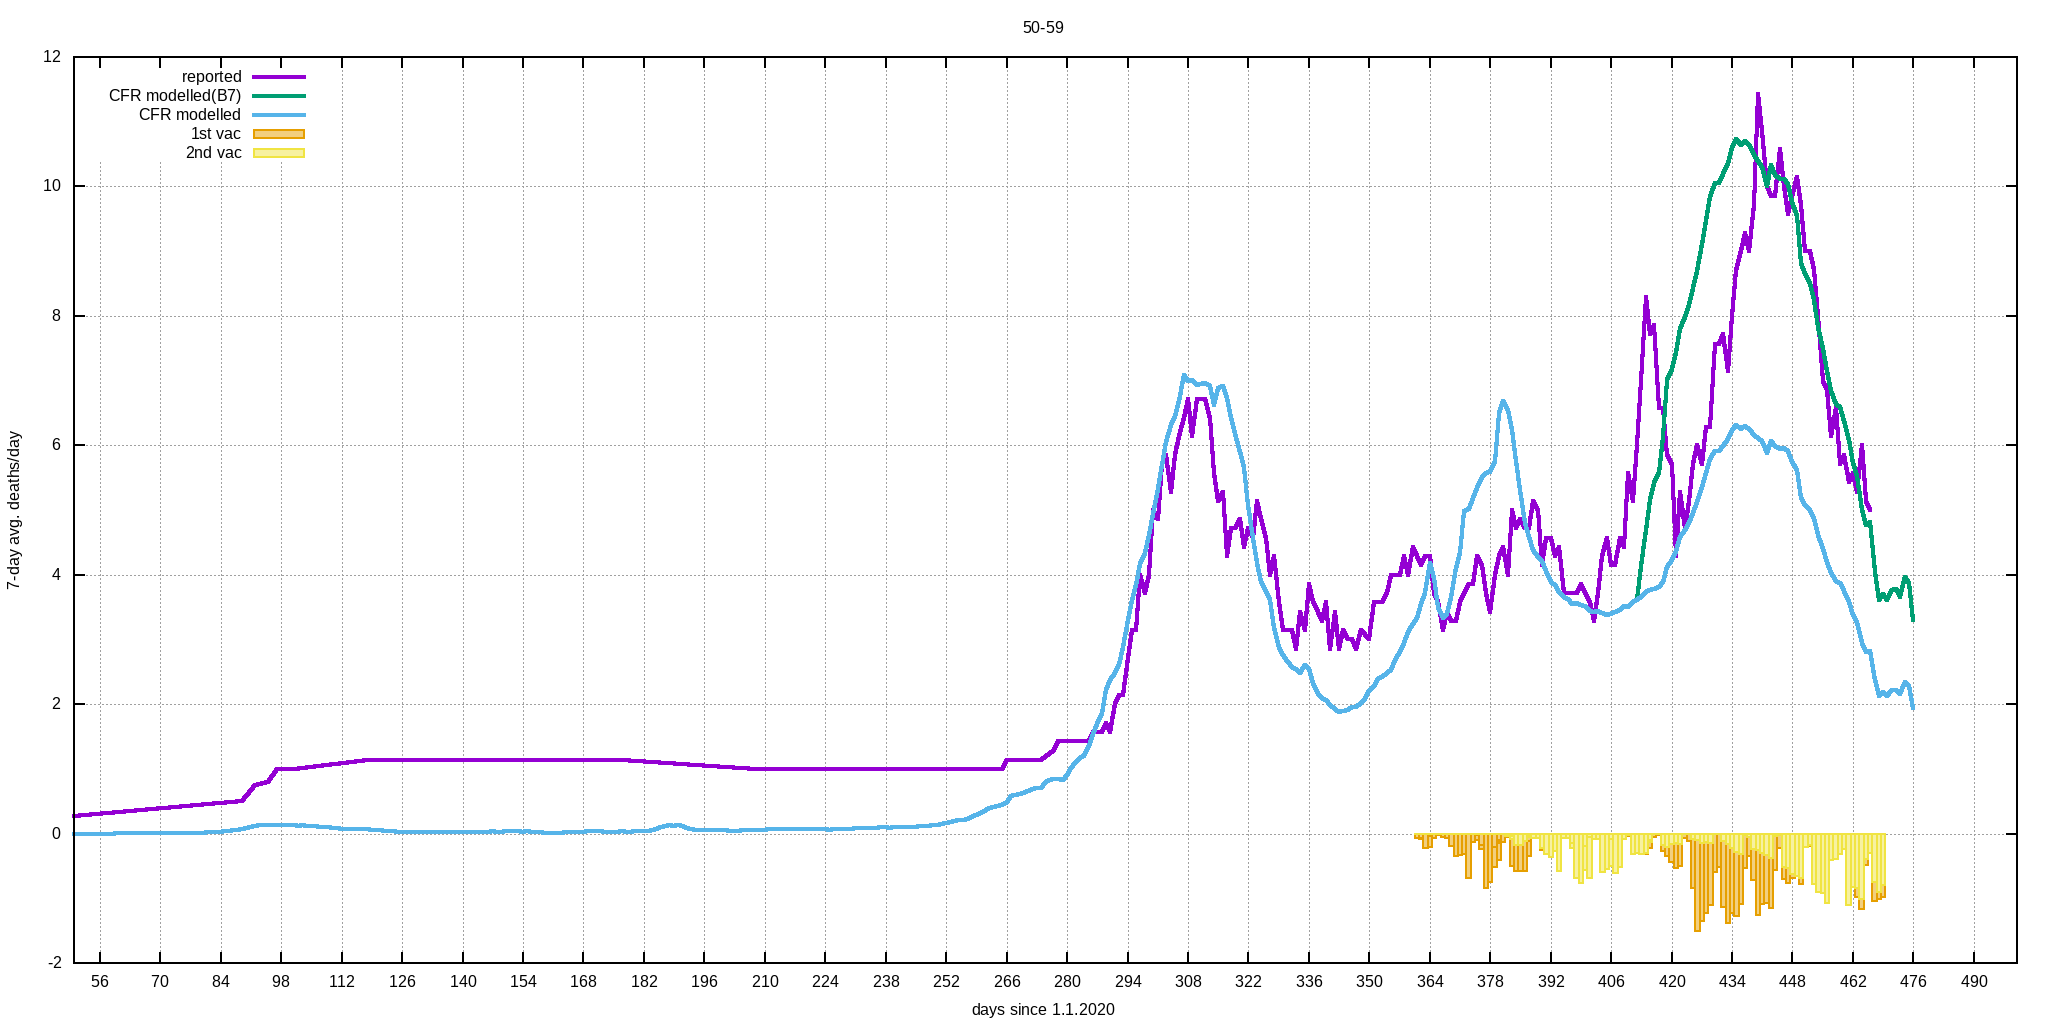 50-59
reported
CFR modelled(B7)
CFR modelled
1st vac
2nd vac
12
10
8
6
4
2
0
-2
7-day avg. deaths/day
56 70 84 98 112 126 140 154 168 182 196 210 224 238 252 266 280 294 308 322 336 350 364 378 392 406 420 434 448 462 476 490
days since 1.1.2020